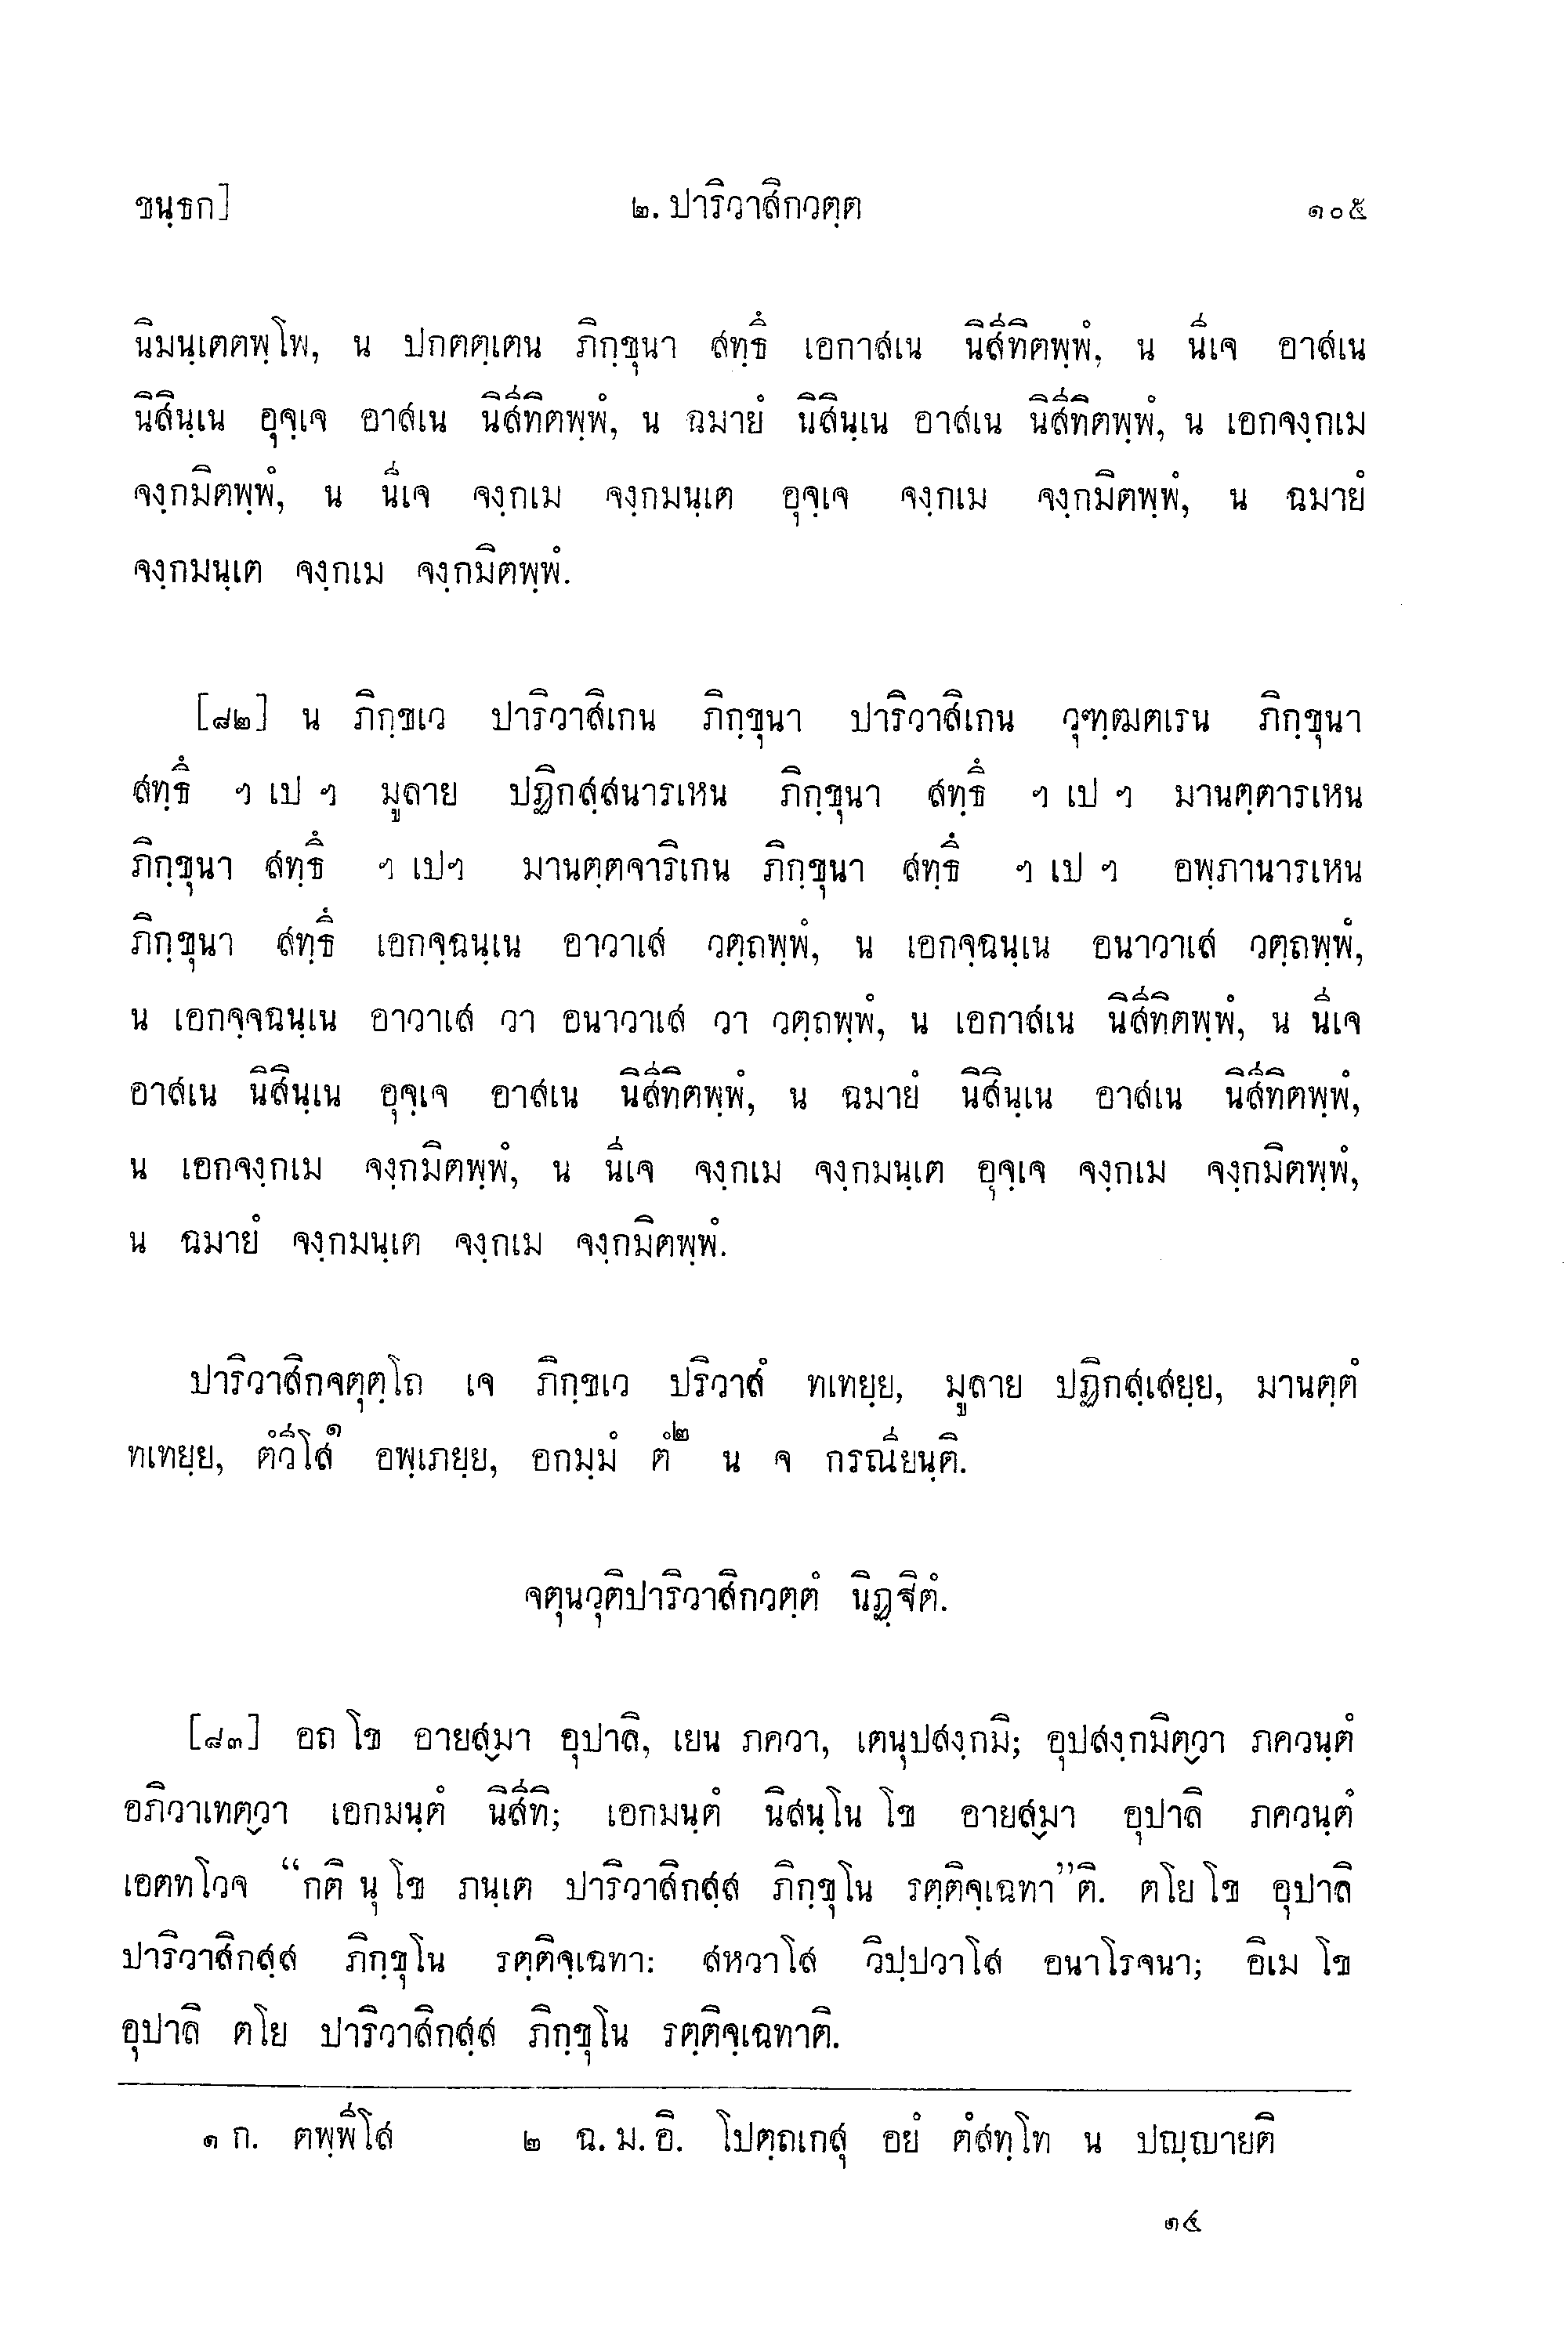 ขนฺธก] ๒. ปาริวาสิกวตฺต ๑๐๕
นิมนฺเตตพฺโพ, น ปกตตฺเตน ภิกฺขุนา สทฺธึ เอกาสเน นิสีทิตพฺพํ, น นีเจ อาสเน
นิสินฺเน อุจฺเจ อาสเน นิสีทิตพฺพํ, น ฉมายํ นิสินฺเน อาสเน นิสีทิตพฺพํ, น เอกจงฺกเม
จงฺกมิตพฺพํ, น นีเจ จงฺกเม จงฺกมนฺเต อุจฺเจ จงฺกเม จงฺกมิตพฺพํ, น ฉมายํ
จงฺกมนฺเต จงฺกเม จงฺกมิตพฺพํ.
[๘๒] น ภิกฺขเว ปาริวาสิเกน ภิกฺขุนา ปาริวาสิเกน วุฑฺฒตเรน ภิกฺขุนา
สทฺธึ ฯ เป ฯ มูลาย ปฏิกสฺสนารเหน ภิกฺขุนา สทฺธึ ฯ เป ฯ มานตฺตารเหน
ภิกฺขุนา สทฺธึ ฯ เปฯ มานตฺตจาริเกน ภิกฺขุนา สทฺธึ ฯ เป ฯ อพฺภานารเหน
ภิกฺขุนา สทฺธึ เอกจฺฉนฺเน อาวาเส วตฺถพฺพํ, น เอกจฺฉนฺเน อนาวาเส วตฺถพฺพํ,
น เอกจฺจฉนฺเน อาวาเส วา อนาวาเส วา วตฺถพฺพํ, น เอกาสเน นิสีทิตพฺพํ, น นีเจ
อาสเน นิสินฺเน อุจฺเจ อาสเน นิสีทิตพฺพํ, น ฉมายํ นิสินฺเน อาสเน นิสีทิตพฺพํ,
น เอกจงฺกเม จงฺกมิตพฺพํ, น นีเจ จงฺกเม จงฺกมนฺเต อุจฺเจ จงฺกเม จงฺกมิตพฺพํ,
น ฉมายํ จงฺกมนฺเต จงฺกเม จงฺกมิตพฺพํ.
ปาริวาสิกจตุตฺโถ เจ ภิกฺขเว ปริวาสํ ทเทยฺย, มูลาย ปฏิกสฺเสยฺย, มานตฺตํ
ทเทยฺย, ตํวีโส๑ อพฺเภยฺย, อกมฺมํ ตํ๒ น จ กรณียนฺติ.
จตุนวุติปาริวาสิกวตฺตํ นิฏฺฐิตํ.
[๘๓] อถ โข อายสฺมา อุปาลิ, เยน ภควา, เตนุปสงฺกมิ; อุปสงฺกมิตฺวา ภควนฺตํ
อภิวาเทตฺวา เอกมนฺตํ นิสีทิ; เอกมนฺตํ นิสนฺโน โข อายสฺมา อุปาลิ ภควนฺตํ
เอตทโวจ “กติ นุ โข ภนฺเต ปาริวาสิกสฺส ภิกฺขุโน รตฺติจฺเฉทา”ติ. ตโย โข อุปาลิ
ปาริวาสิกสฺส ภิกฺขุโน รตฺติจฺเฉทา: สหวาโส วิปฺปวาโส อนาโรจนา; อิเม โข
อุปาลิ ตโย ปาริวาสิกสฺส ภิกฺขุโน รตฺติจฺเฉทาติ.
๑ ก. ตพฺพีโส ๒ ฉ. ม. อิ. โปตฺถเกสุ อยํ ตํสทฺโท น ปญฺญายติ
๑๔